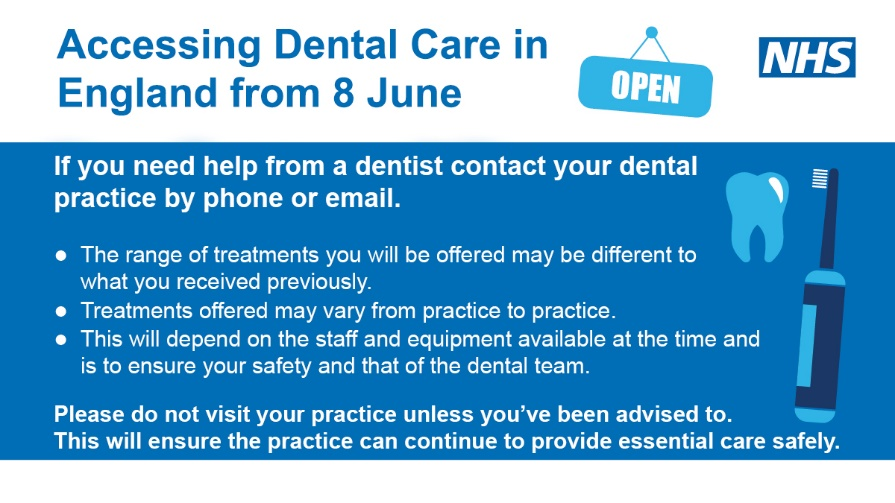 Accessing Dental Care in
England from 8 June
OPEN
NHS
If you need help from a dentist contact your dental
practice by phone or email.
● The range of treatments you will be offered may be different to
what you received previously.
● Treatments offered may vary from practice to practice.
● This will depend on the staff and equipment available at the time and
is to ensure your safety and that of the dental team.
Please do not visit your practice unless you’ve been advised to.
This will ensure the practice can continue to provide essential care safely.